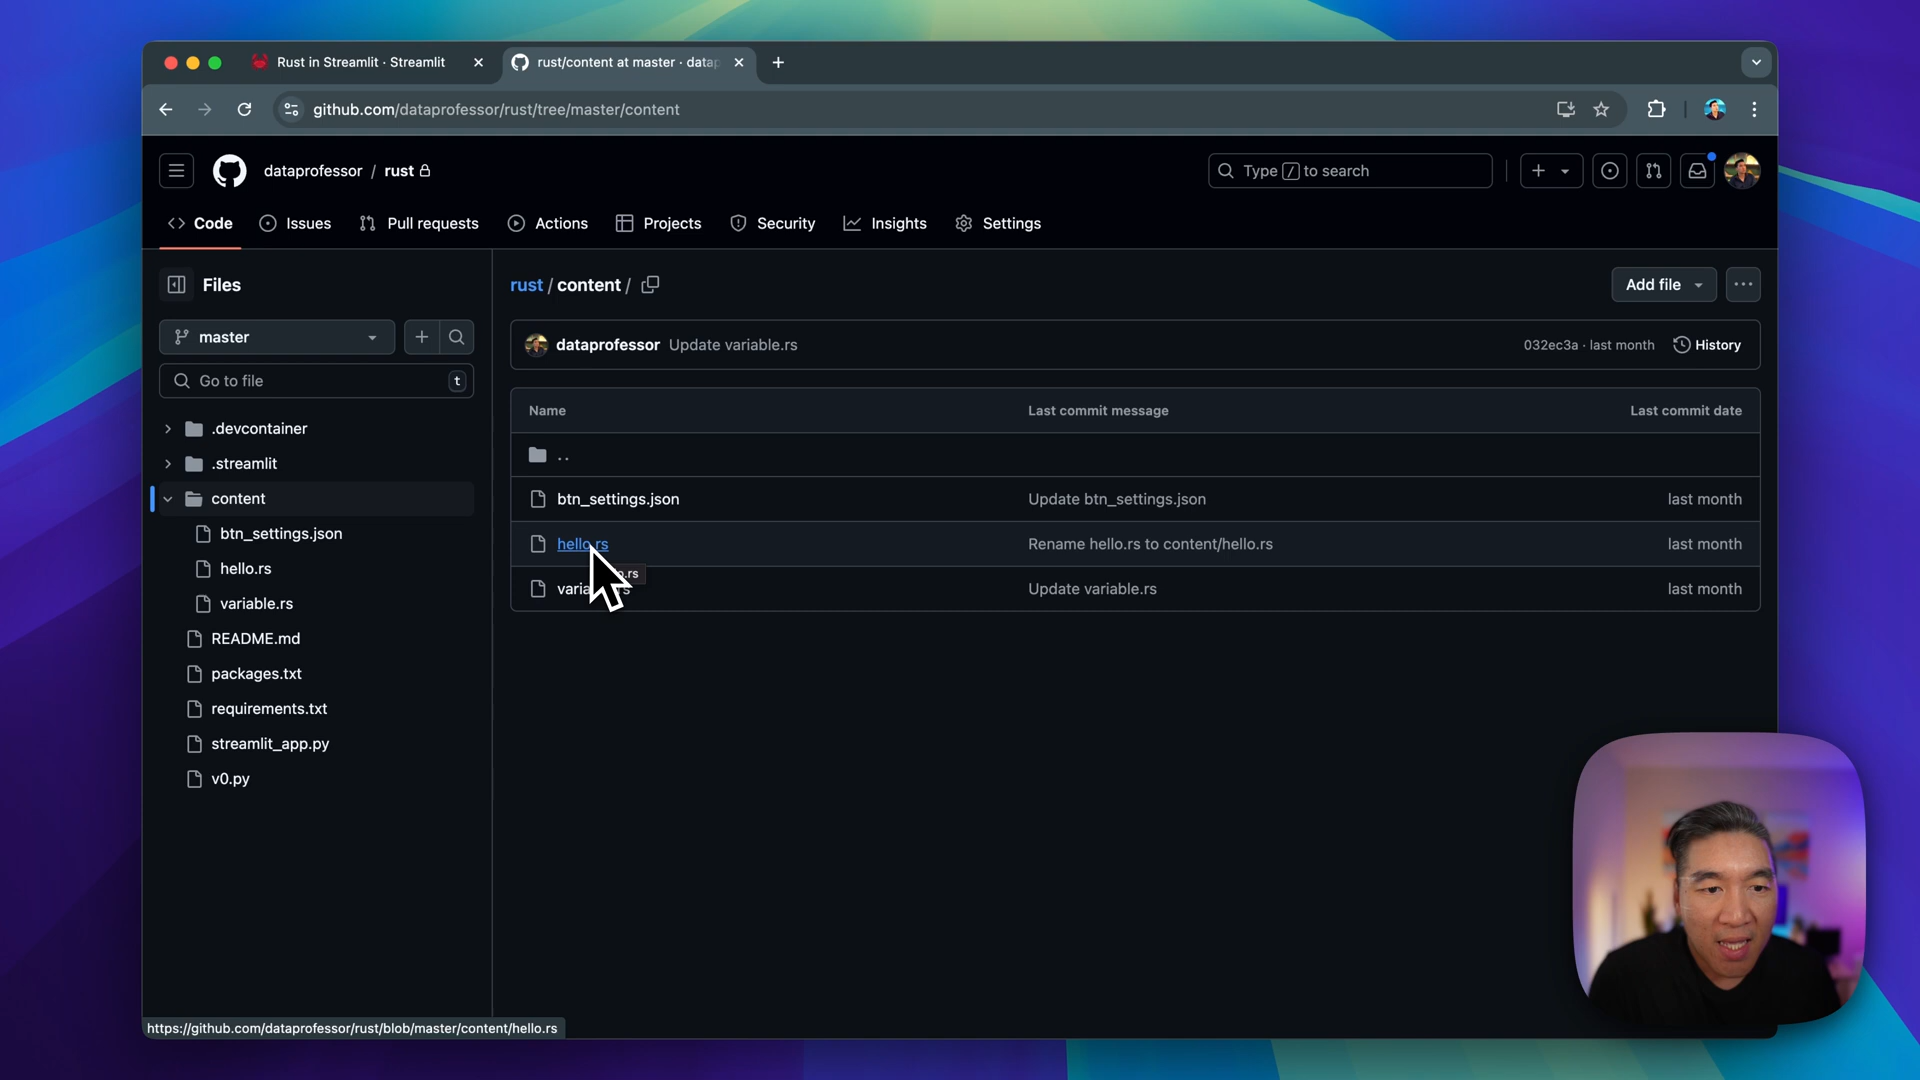 Rust in Streamlit · Streamlit
rust/content at master · datap
github.com/dataprofessor/rust/tree/master/content
dataprofessor / rust
Type / to search
Code
Issues
Pull requests
Actions
Projects
Security
Insights
Settings
Files
master
Go to file
t
.devcontainer
.streamlit
content
btn_settings.json
hello.rs
variable.rs
README.md
packages.txt
requirements.txt
streamlit_app.py
v0.py
rust / content /
Add file
dataprofessor Update variable.rs
032ec3a · last month
History
Name Last commit message Last commit date
..
btn_settings.json Update btn_settings.json last month
hello.rs Rename hello.rs to content/hello.rs last month
Update variable.rs last month
https://github.com/dataprofessor/rust/blob/master/content/hello.rs